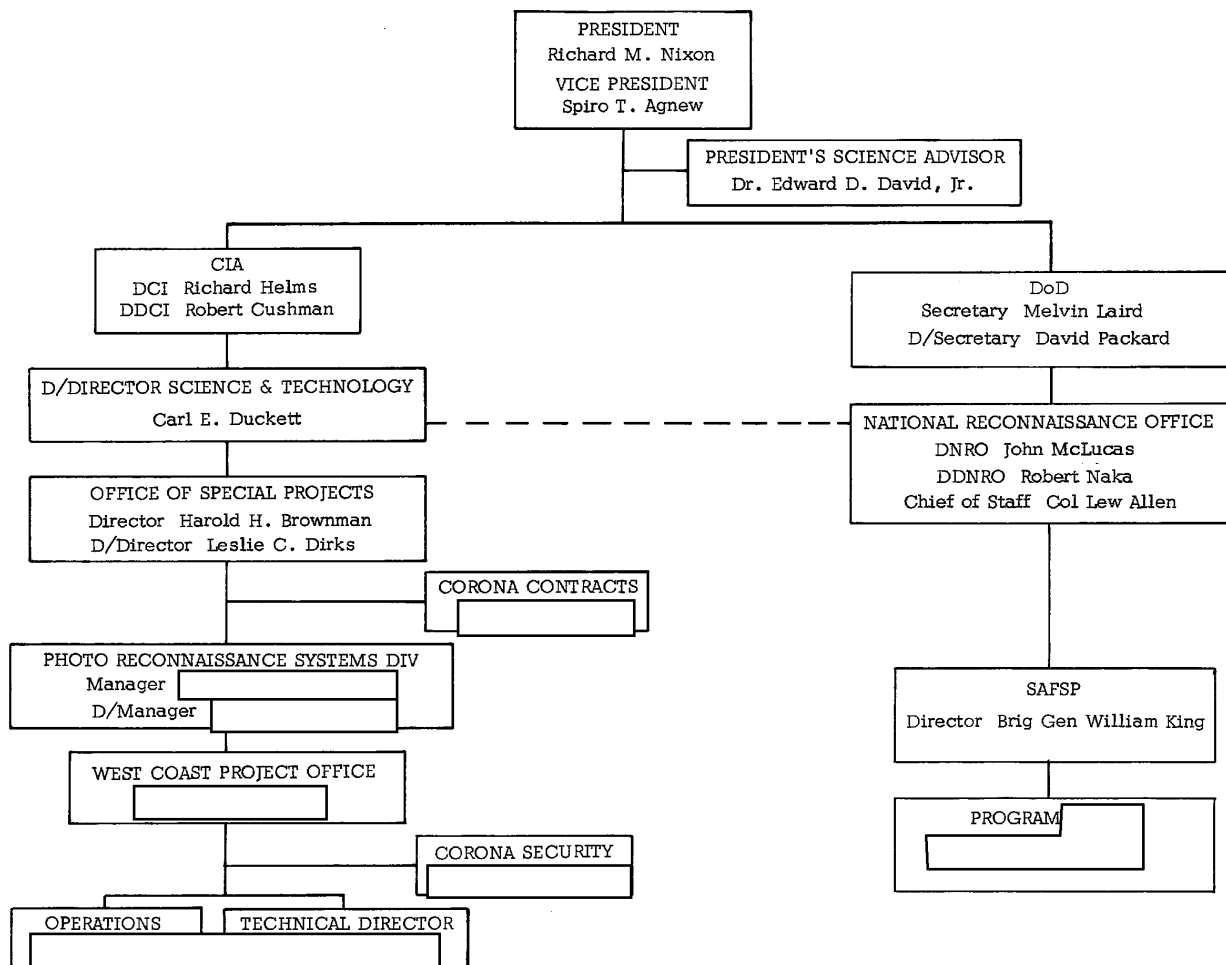 PRESIDENT
Richard M. Nixon
VICE PRESIDENT
Spiro T. Agnew
PRESIDENT'S SCIENCE ADVISOR
Dr. Edward D. David, Jr.
CIA
DCI Richard Helms
DDCI Robert Cushman
DoD
Secretary Melvin Laird
D/Secretary David Packard
D/DIRECTOR SCIENCE & TECHNOLOGY
Carl E. Duckett
NATIONAL RECONNAISSANCE OFFICE
DNRO John McLucas
DDNRO Robert Naka
Chief of Staff Col Lew Allen
OFFICE OF SPECIAL PROJECTS
Director Harold H. Brownman
D/Director Leslie C. Dirks
CORONA CONTRACTS
PHOTO RECONNAISSANCE SYSTEMS DIV
Manager
D/Manager
SAFSP
Director Brig Gen William King
WEST COAST PROJECT OFFICE
PROGRAM
CORONA SECURITY
OPERATIONS
TECHNICAL DIRECTOR